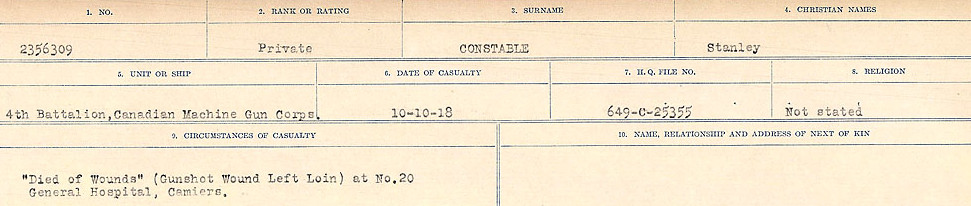 1. NO. 2. RANK OR RATING 3. SURNAME 4. CHRISTIAN NAMES
2356309 Private CONSTABLE Stanley
5. UNIT OR SHIP 6. DATE OF CASUALTY 7. H.Q. FILE NO. 8. RELIGION
4th Battalion,Canadian Machine Gun Corps. 10-10-18 649-C-25355 Not stated
9. CIRCUMSTANCES OF CASUALTY 10. NAME, RELATIONSHIP AND ADDRESS OF NEXT OF KIN
"Died of Wounds" (Gunshot Wound Left Loin) at No.20
General Hospital, Camiers.